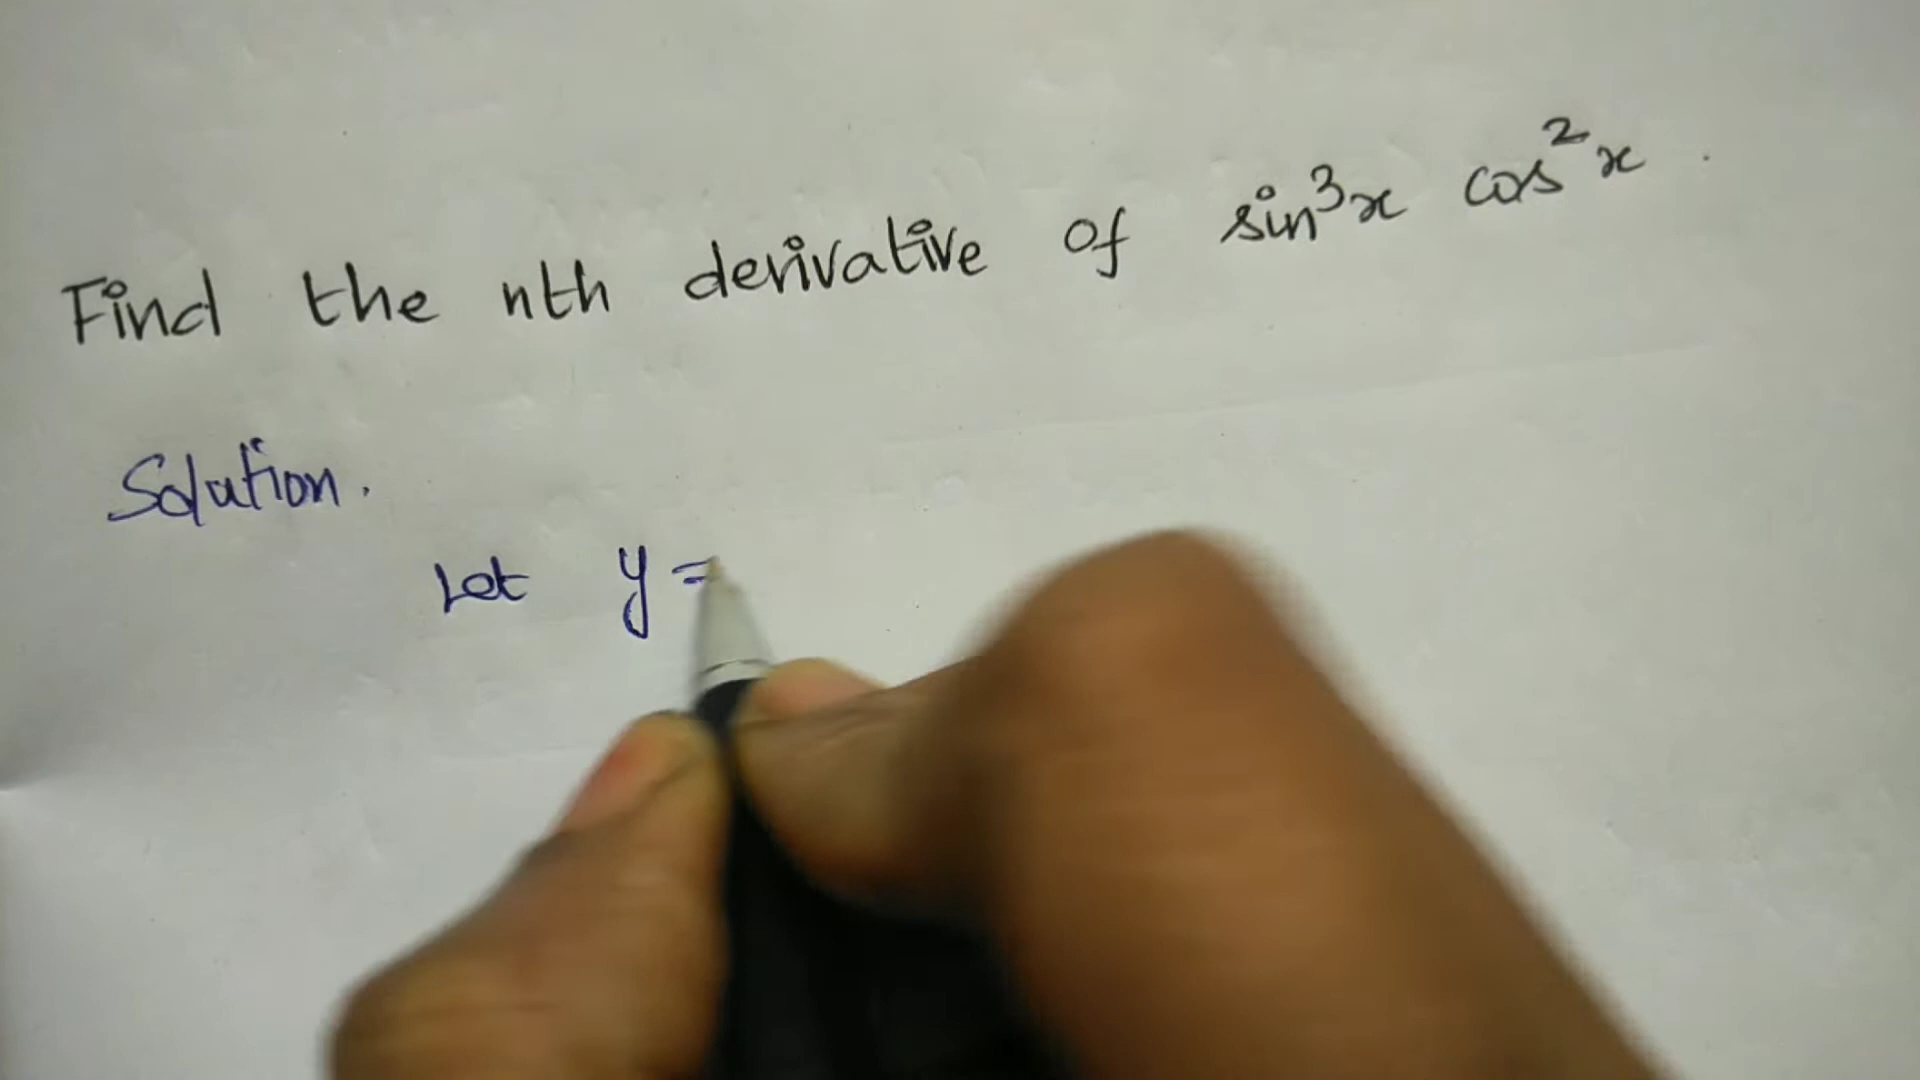 Find the nth derivative of sin³x cos²x.
Solution.
Let y =